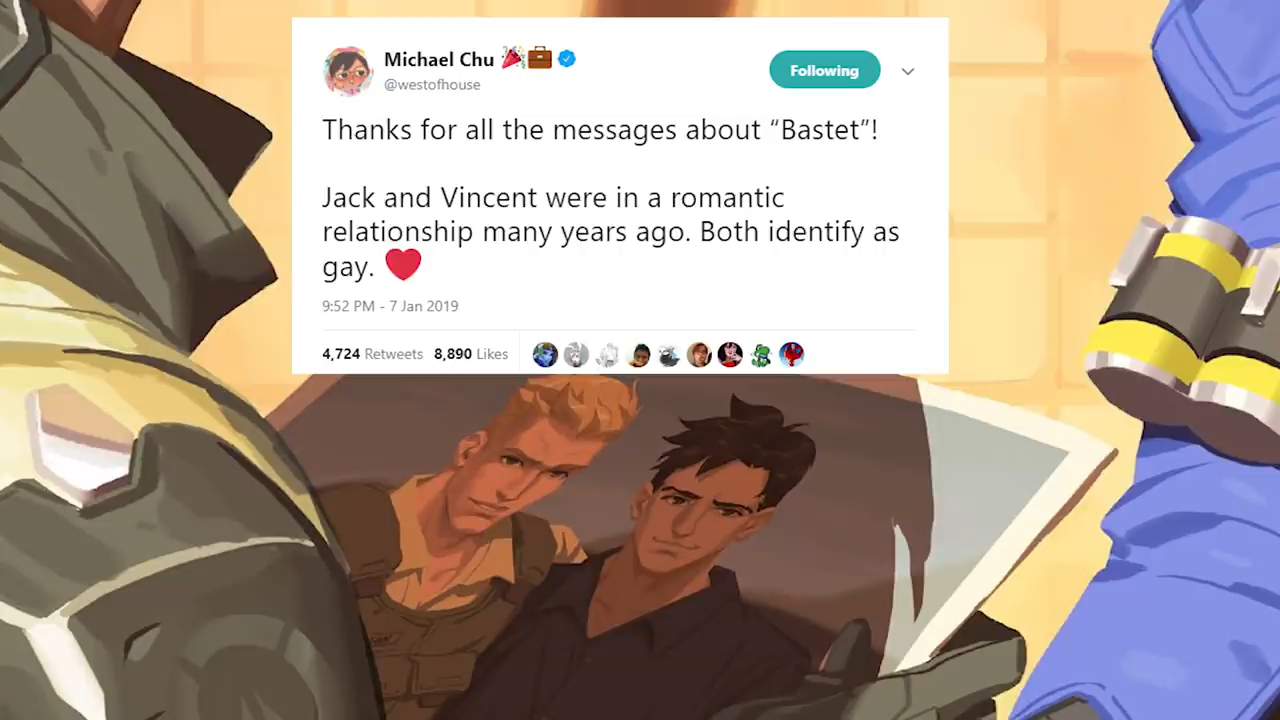 Michael Chu 🎉💼
Following
@westofhouse
Thanks for all the messages about “Bastet”!
Jack and Vincent were in a romantic
relationship many years ago. Both identify as
gay. ❤
9:52 PM - 7 Jan 2019
4,724 Retweets 8,890 Likes